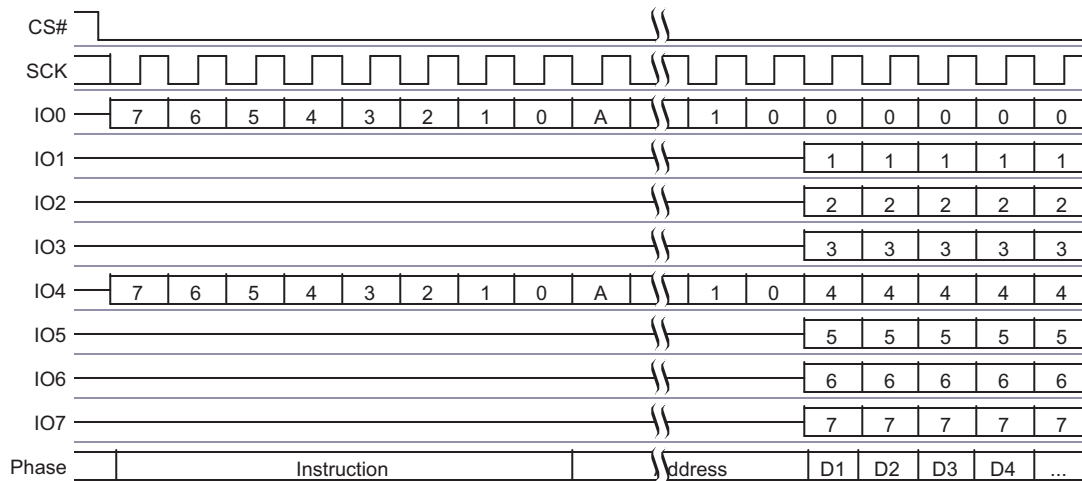 CS#
SCK
IO0 7 6 5 4 3 2 1 0 A 1 0 0 0 0 0 0
IO1 1 1 1 1 1
IO2 2 2 2 2 2
IO3 3 3 3 3 3
IO4 7 6 5 4 3 2 1 0 A 1 0 4 4 4 4 4
IO5 5 5 5 5 5
IO6 6 6 6 6 6
IO7 7 7 7 7 7
Phase Instruction ddress D1 D2 D3 D4 ...